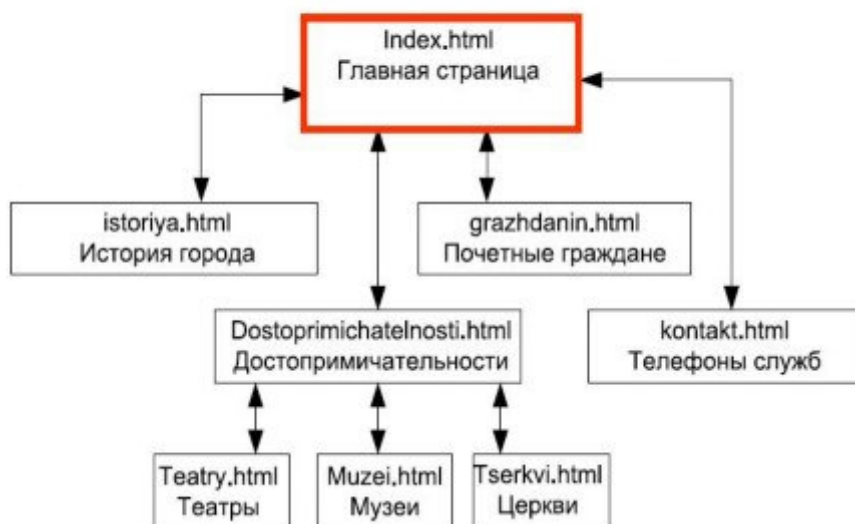 Index.html
Главная страница
istoriya.html
История города
grazhdanin.html
Почетные граждане
Dostoprimichatelnosti.html
Достопримичательности
kontakt.html
Телефоны служб
Teatry.html
Театры
Muzei.html
Музеи
Tserkvi.html
Церкви